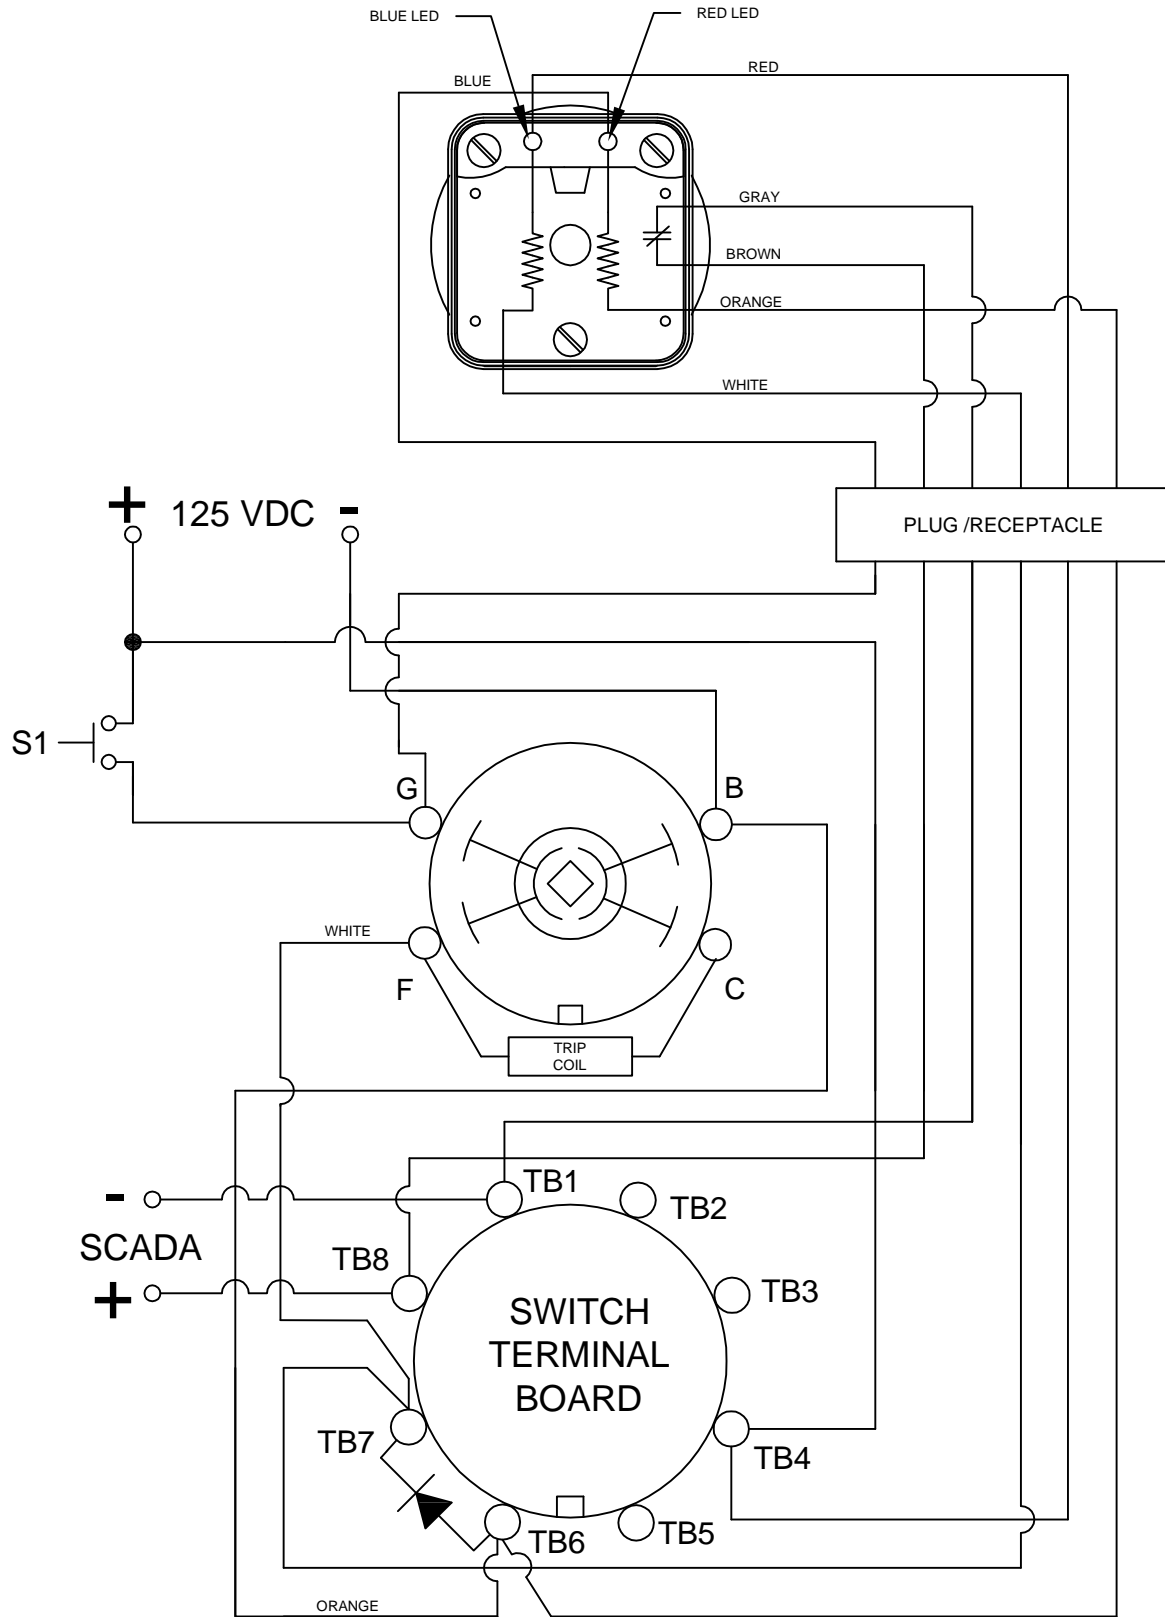 BLUE LED
RED LED
BLUE
RED
GRAY
BROWN
ORANGE
WHITE
+ 125 VDC -
PLUG /RECEPTACLE
S1
G
B
WHITE
F
C
TRIP
COIL
-
SCADA
+
TB1
TB2
TB8
TB3
SWITCH
TERMINAL
BOARD
TB7
TB4
TB6
TB5
ORANGE